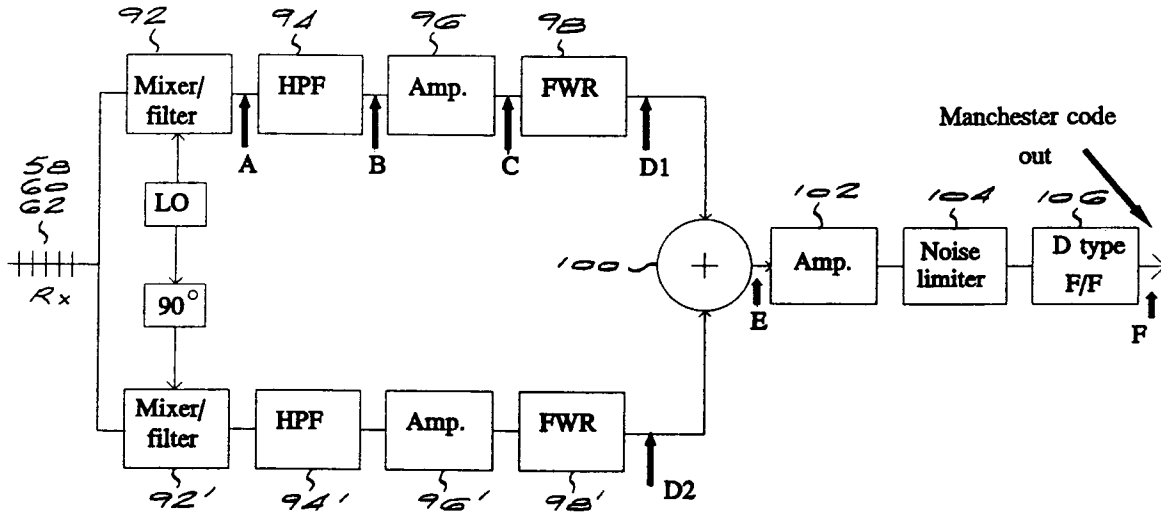 92
94
96
98
Mixer/
filter
HPF
Amp.
FWR
A
B
C
D1
Manchester code
out
58
60
62
Rx
LO
90°
100
+
102
104
106
Amp.
Noise
limiter
D type
F/F
E
F
Mixer/
filter
HPF
Amp.
FWR
D2
92'
94'
96'
98'